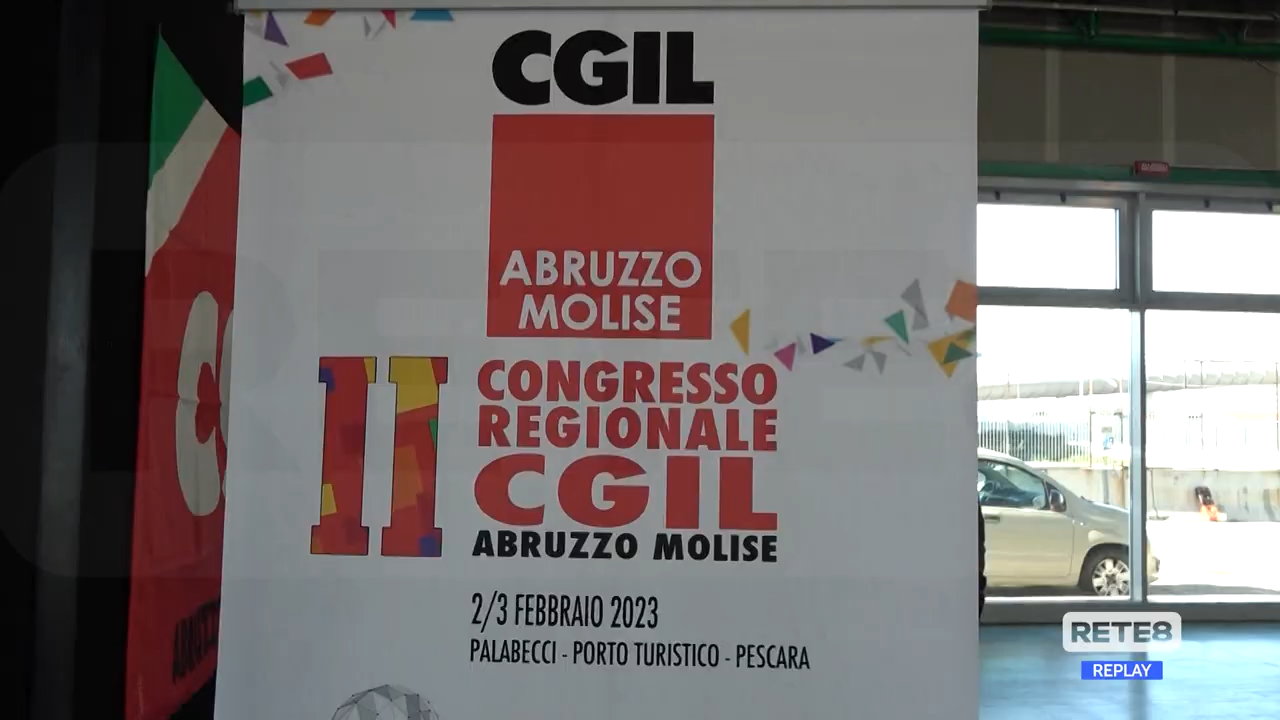 CGIL
ABRUZZO
MOLISE
II
CONGRESSO
REGIONALE
CGIL
ABRUZZO MOLISE
2/3 FEBBRAIO 2023
PALABECCI - PORTO TURISTICO - PESCARA
RETE8
REPLAY